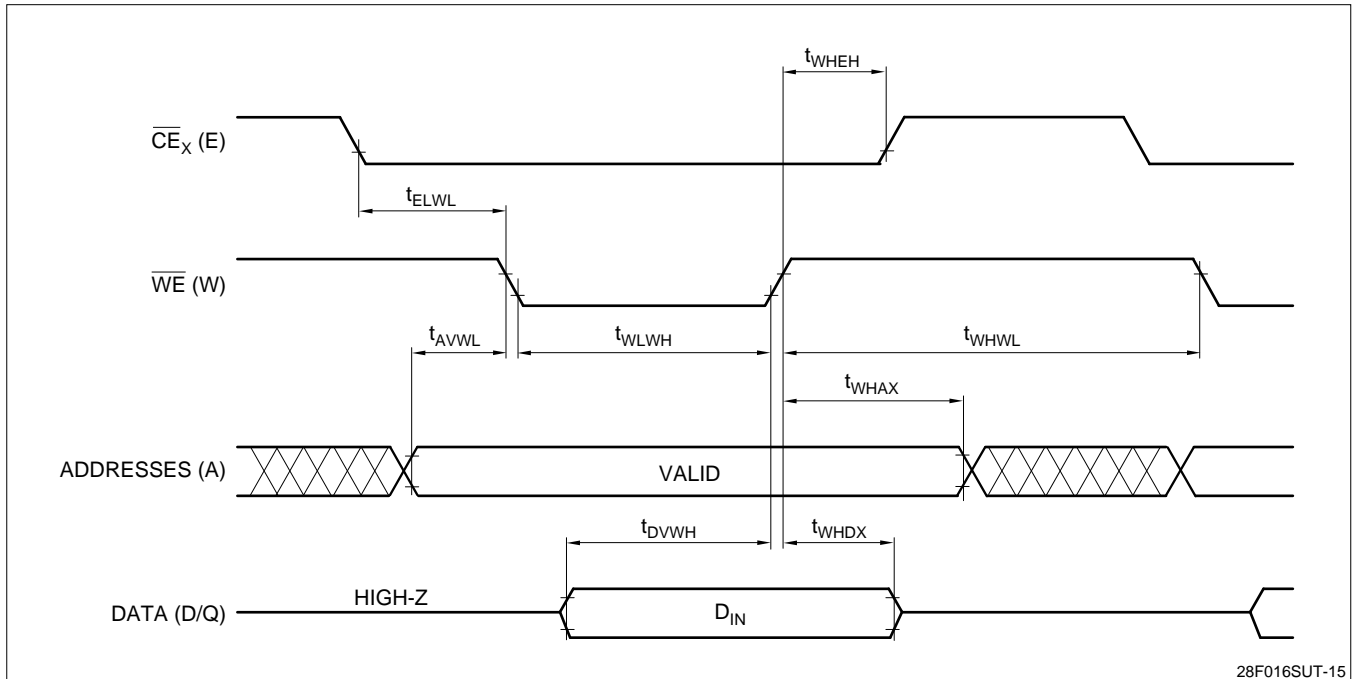 tWHEH
CEX (E)
tELWL
WE (W)
tAVWL
tWLWH
tWHWL
tWHAX
ADDRESSES (A)
VALID
tDVWH
tWHDX
DATA (D/Q)
HIGH-Z
DIN
28F016SUT-15